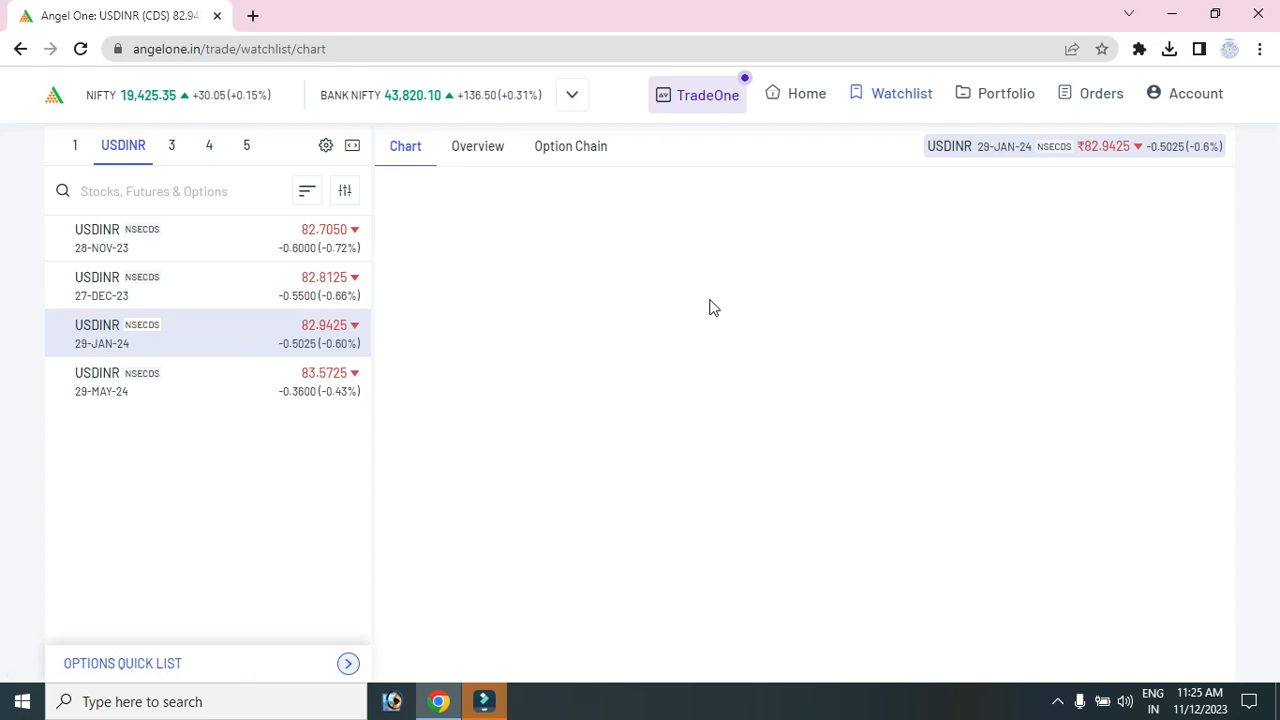 Angel One: USDINR (CDS) 82.94
angelone.in/trade/watchlist/chart
NIFTY 19,425.35 +30.05(+0.15%) BANK NIFTY 43,820.10 +136.50(+0.31%) TradeOne Home Watchlist Portfolio Orders Account
1 USDINR 3 4 5
Chart Overview Option Chain USDINR 29-JAN-24 NSECDS ₹82.9425 -0.5025(-0.6%)
Stocks, Futures & Options
USDINR NSECDS 82.7050
28-NOV-23 -0.6000(-0.72%)
USDINR NSECDS 82.8125
27-DEC-23 -0.5500(-0.66%)
USDINR NSECDS 82.9425
29-JAN-24 -0.5025(-0.60%)
USDINR NSECDS 83.5725
29-MAY-24 -0.3600(-0.43%)
OPTIONS QUICK LIST
Type here to search
ENG 11:25 AM
IN 11/12/2023